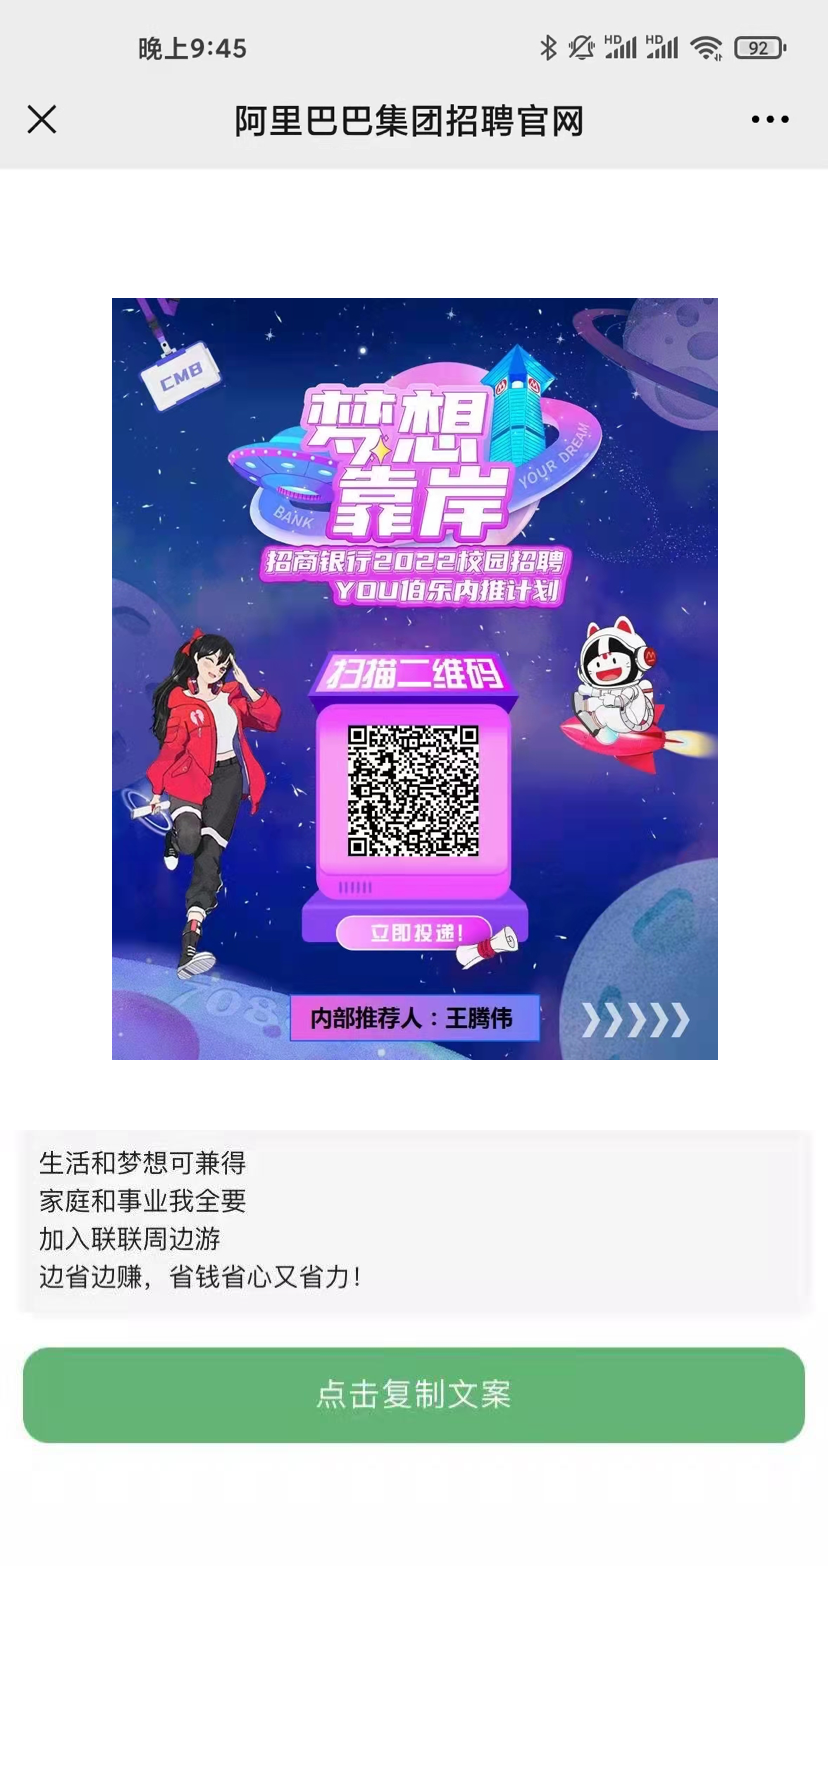 晚上9:45
HD
HD
92
阿里巴巴集团招聘官网
CMB
梦想
靠岸
BANK
YOUR DREAM
招商银行2022校园招聘
YOU伯乐内推计划
扫描二维码
立即投递!
708
内部推荐人：王腾伟
生活和梦想可兼得
家庭和事业我全要
加入联联周边游
边省边赚，省钱省心又省力！
点击复制文案